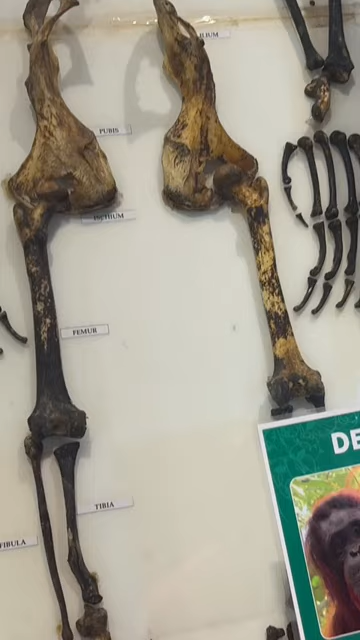 ILIUM
PUBIS
ISCHIUM
FEMUR
TIBIA
FIBULA
DE